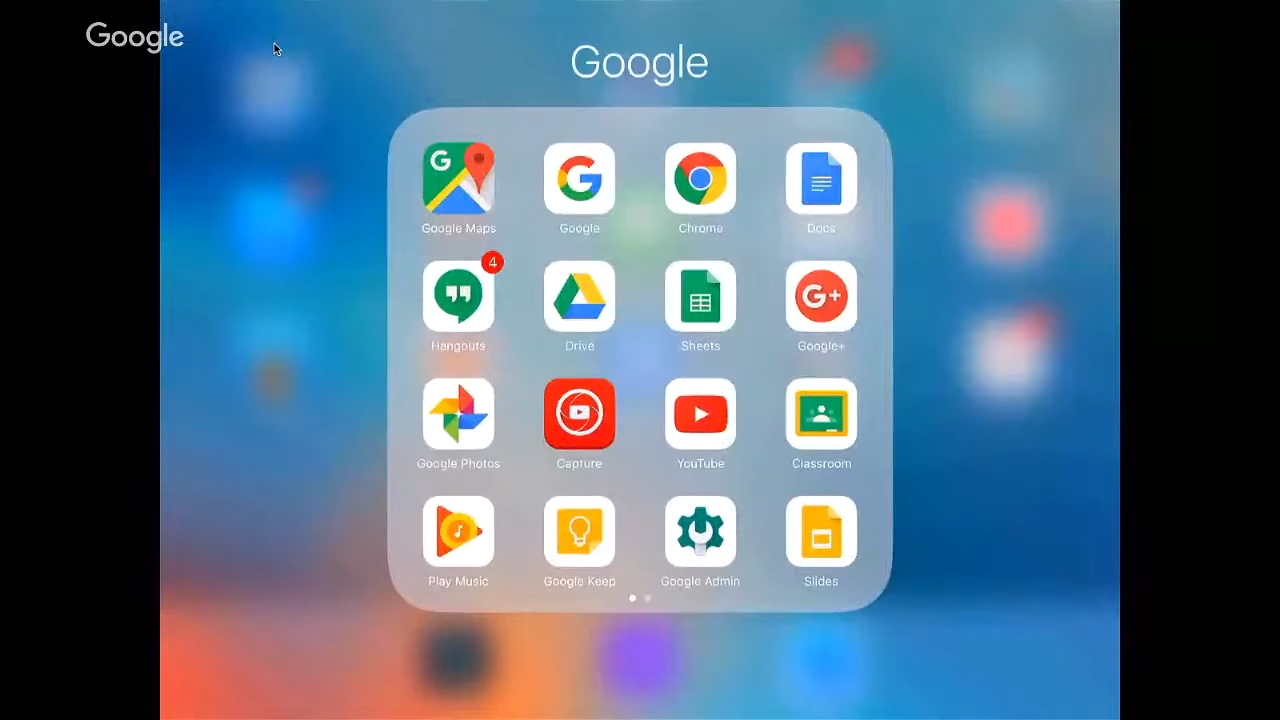 Google
Google
Google Maps
Google
Chrome
Docs
4
Hangouts
Drive
Sheets
G+
Google+
Google Photos
Capture
YouTube
Classroom
Play Music
Google Keep
Google Admin
Slides